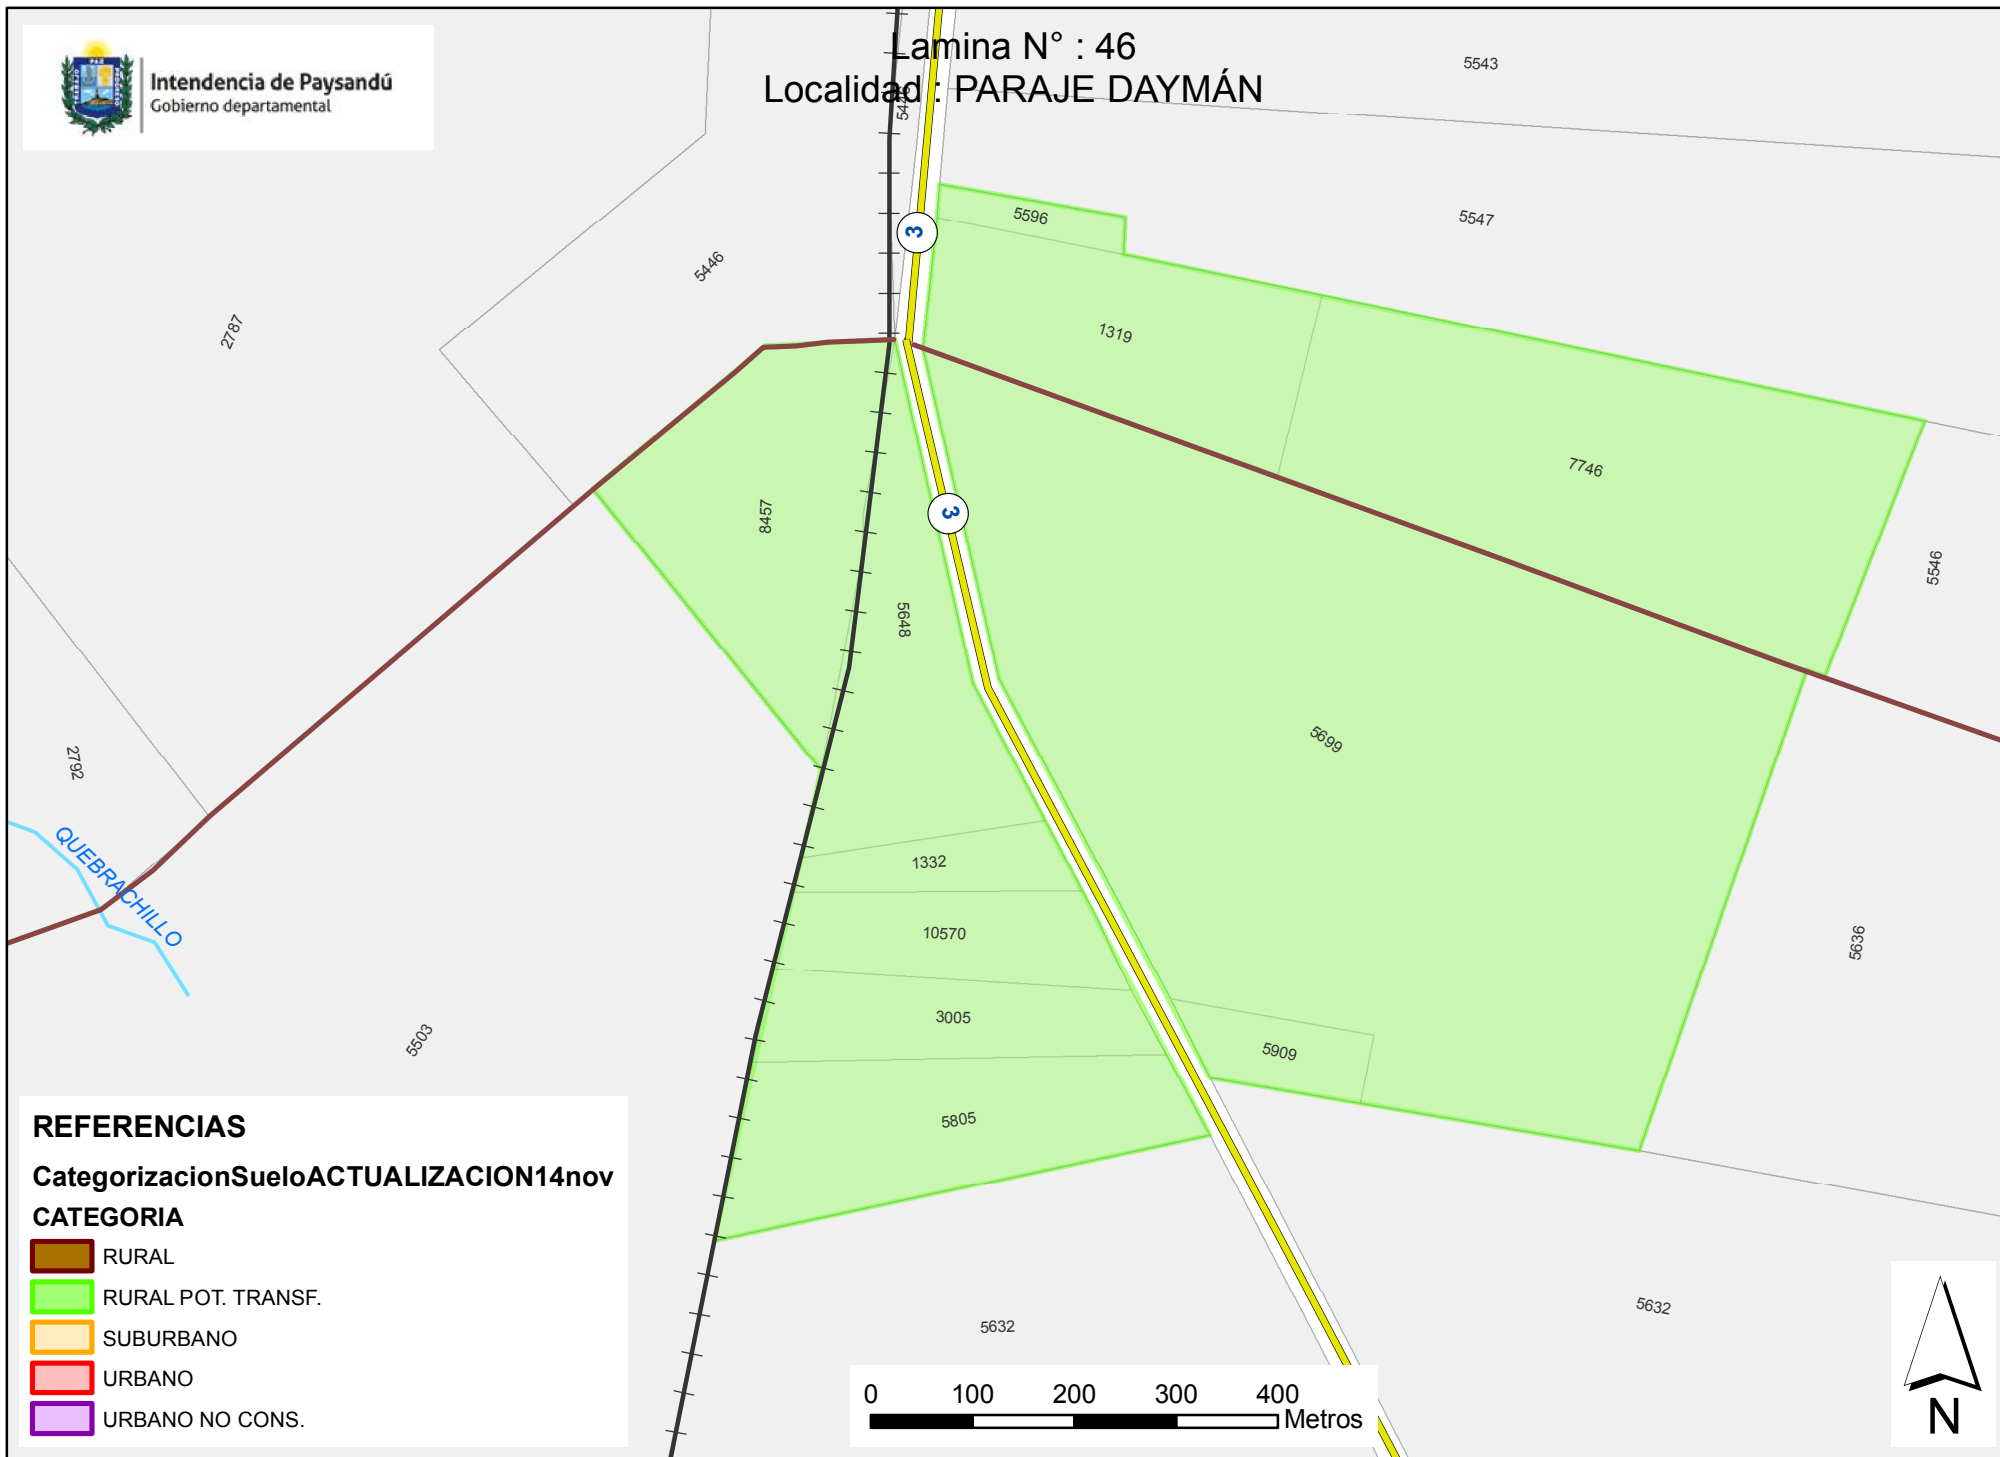 Intendencia de Paysandú
Gobierno departamental
Lamina N° : 46
Localidad : PARAJE DAYMÁN
5543
5446
5596
5547
3
5446
2787
1319
7746
3
8457
5546
5648
5699
2792
QUEBRACHILLO
1332
10570
5636
3005
5503
5909
5805
REFERENCIAS
CategorizacionSueloACTUALIZACION14nov
CATEGORIA
RURAL
RURAL POT. TRANSF.
SUBURBANO
URBANO
URBANO NO CONS.
5632
5632
0 100 200 300 400
Metros
N